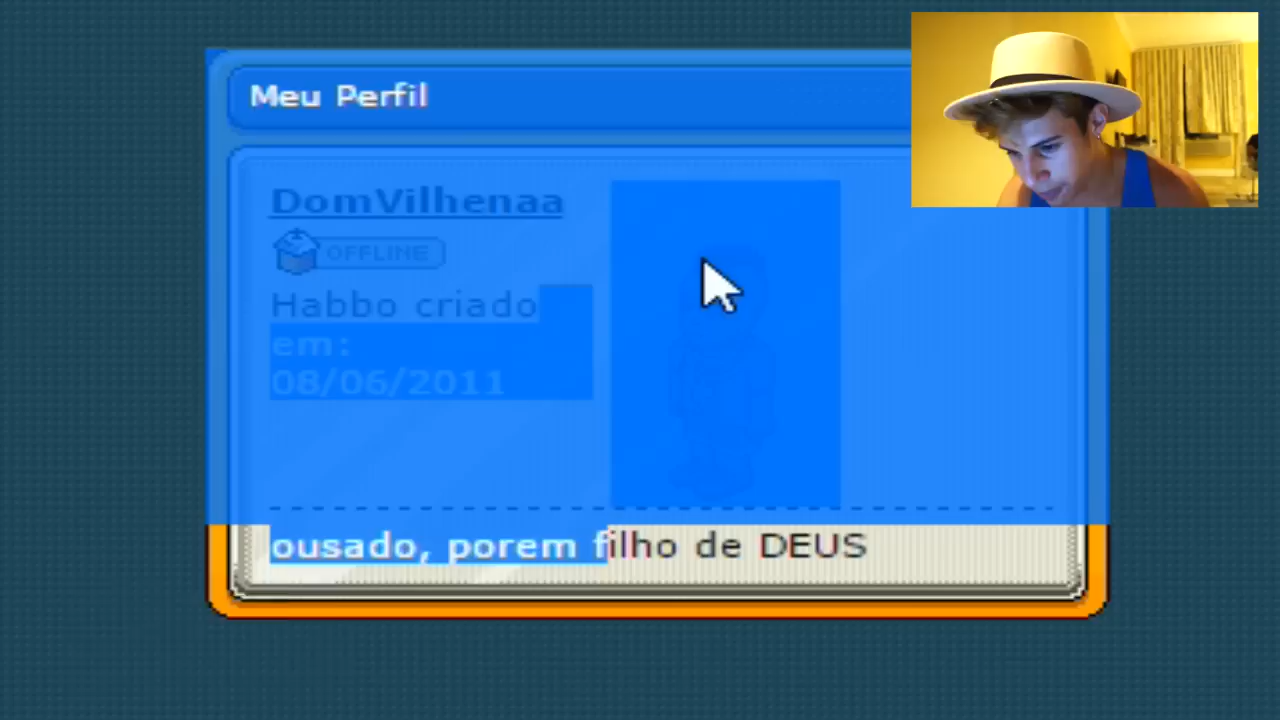 Meu Perfil
DomVilhenaa
OFFLINE
Habbo criado
em:
08/06/2011
ousado, porem filho de DEUS